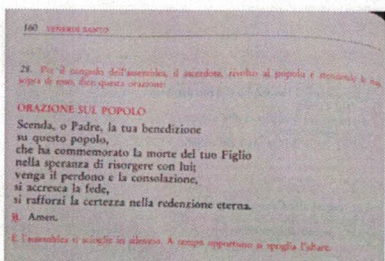 160 VENERDÌ SANTO
28. Per il congedo dell'assemblea, il sacerdote, rivolto al popolo e stendendo le mani
sopra di esso, dice questa orazione:
ORAZIONE SUL POPOLO
Scenda, o Padre, la tua benedizione
su questo popolo,
che ha commemorato la morte del tuo Figlio
nella speranza di risorgere con lui;
venga il perdono e la consolazione,
si accresca la fede,
si rafforzi la certezza nella redenzione eterna.
R. Amen.
E l'assemblea si scioglie in silenzio. A tempo opportuno si spoglia l'altare.